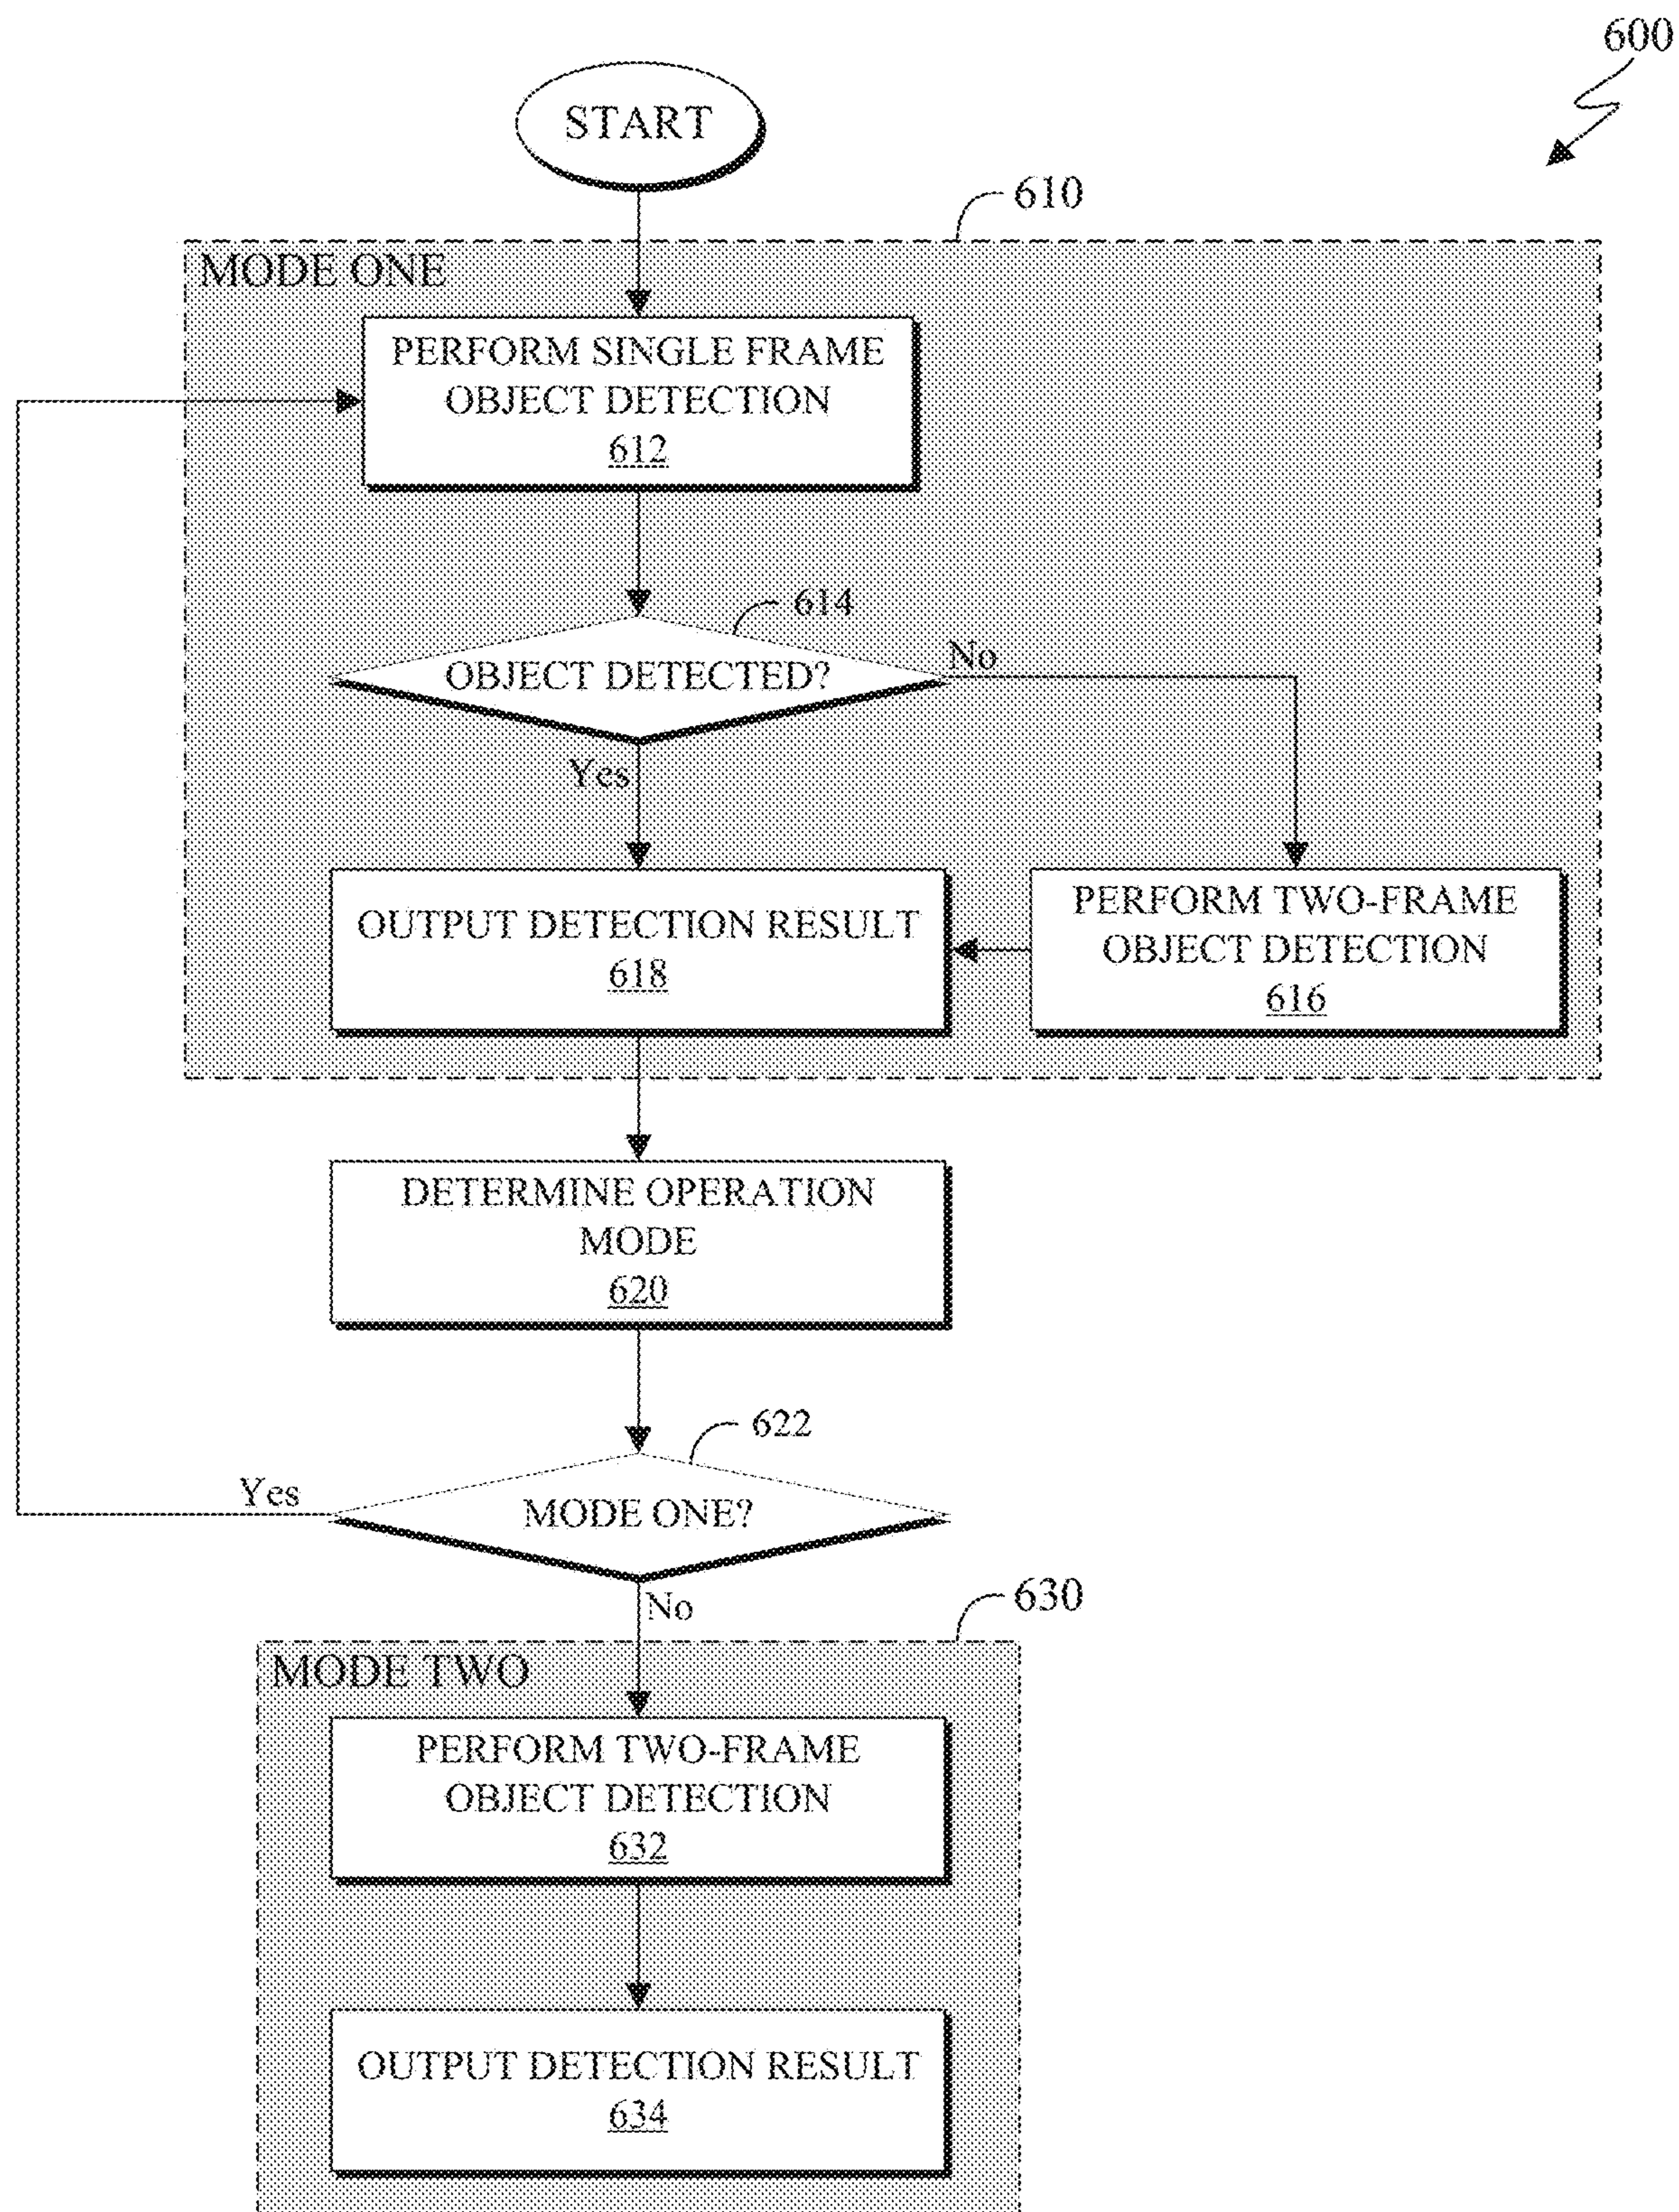 600
START
610
MODE ONE
PERFORM SINGLE FRAME
OBJECT DETECTION
612
614
OBJECT DETECTED?
No
Yes
OUTPUT DETECTION RESULT
618
PERFORM TWO-FRAME
OBJECT DETECTION
616
DETERMINE OPERATION
MODE
620
622
Yes
MODE ONE?
No
630
MODE TWO
PERFORM TWO-FRAME
OBJECT DETECTION
632
OUTPUT DETECTION RESULT
634